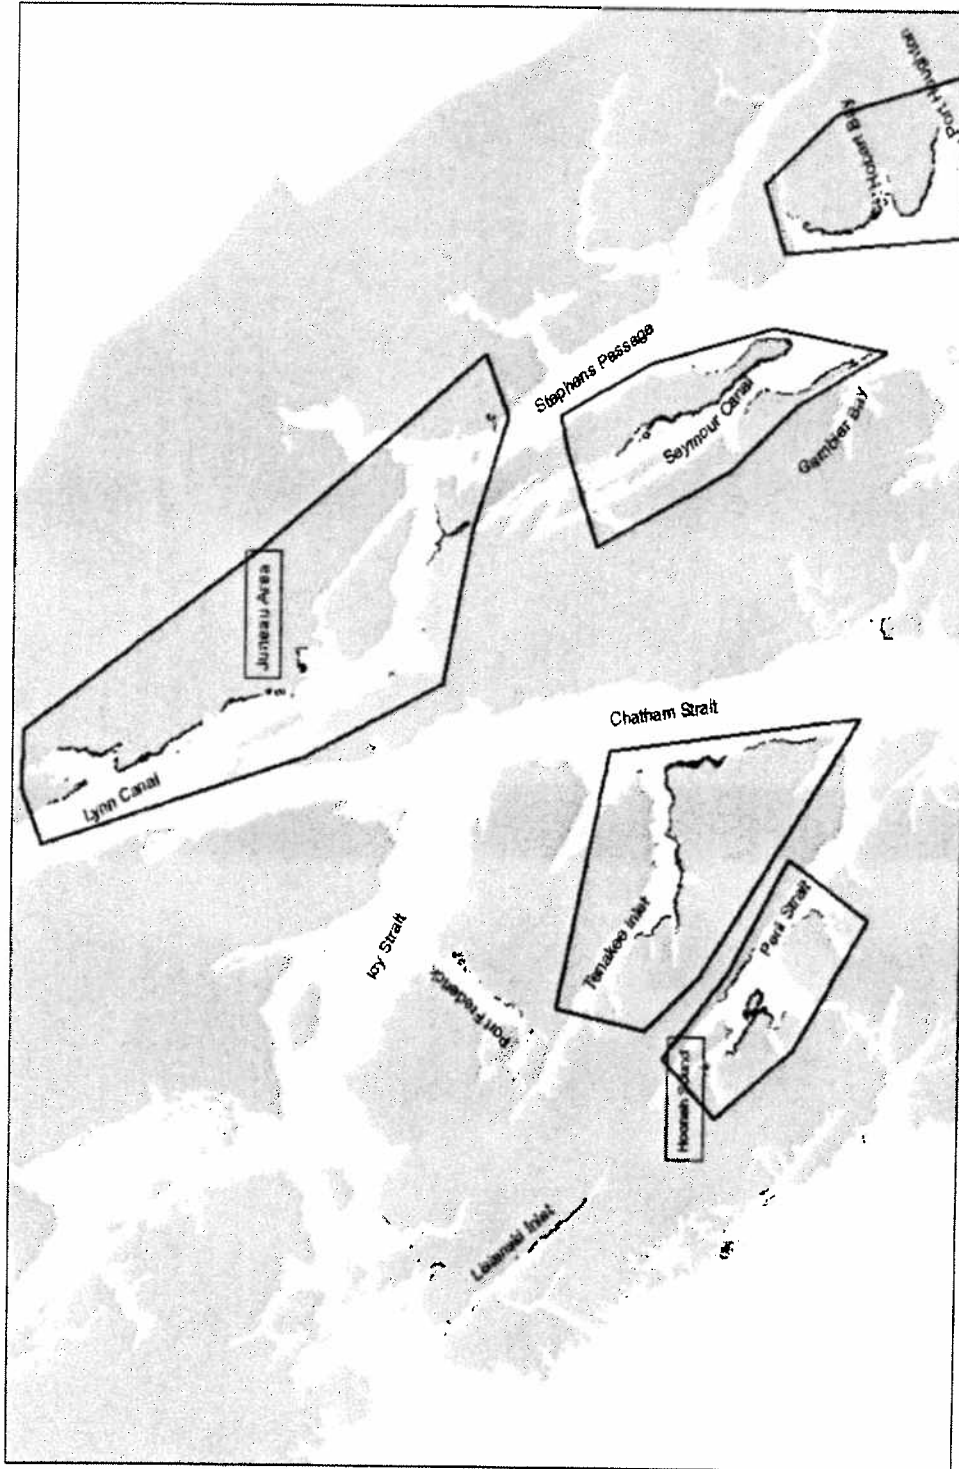 Port Houghton
Hobart Bay
Stephens Passage
Seymour Canal
Gambier Bay
Juneau Area
Lynn Canal
Chatham Strait
Icy Strait
Port Frederick
Tenakee Inlet
Peril Strait
Hoonah Sound
Lisianski Inlet